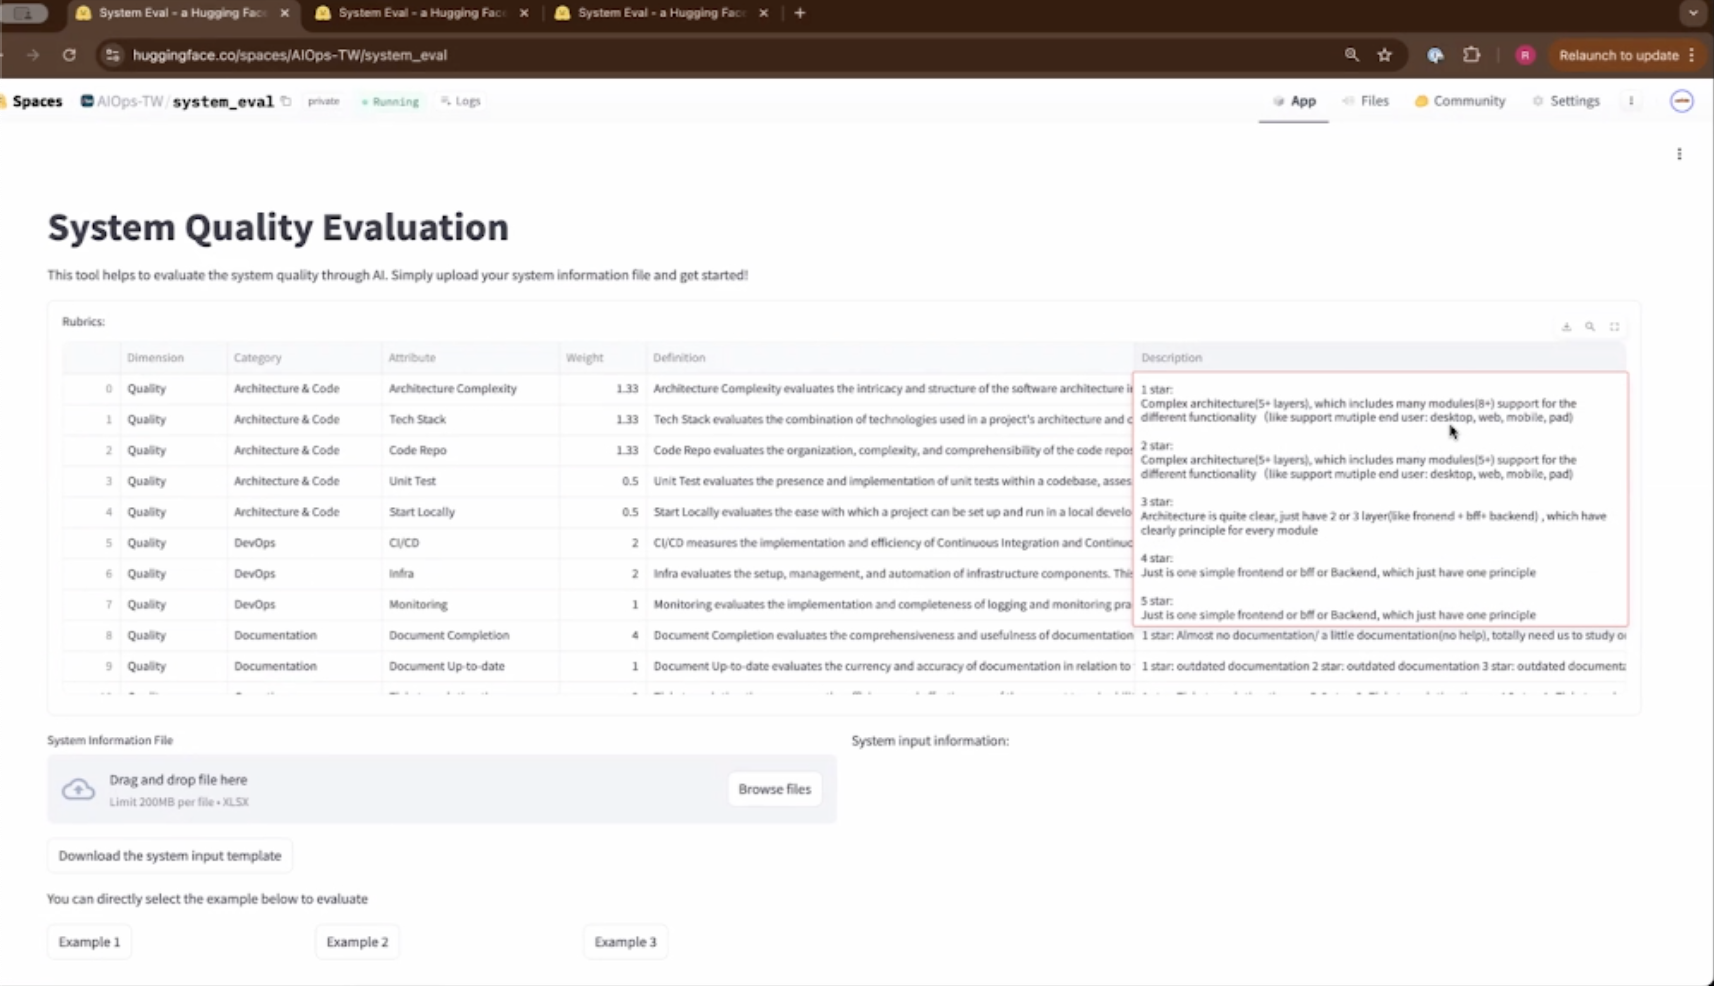 System Eval - a Hugging Fac
System Eval - a Hugging Fac
System Eval - a Hugging Fac
huggingface.co/spaces/AIOps-TW/system_eval
R
Relaunch to update
Spaces
AIOps-TW/system_eval
private
Running
Logs
App
Files
Community
Settings
System Quality Evaluation
This tool helps to evaluate the system quality through AI. Simply upload your system information file and get started!
Rubrics:
Dimension Category Attribute Weight Definition Description
0 Quality Architecture & Code Architecture Complexity 1.33 Architecture Complexity evaluates the intricacy and structure of the software architecture i
1 Quality Architecture & Code Tech Stack 1.33 Tech Stack evaluates the combination of technologies used in a project's architecture and c
2 Quality Architecture & Code Code Repo 1.33 Code Repo evaluates the organization, complexity, and comprehensibility of the code repos
3 Quality Architecture & Code Unit Test 0.5 Unit Test evaluates the presence and implementation of unit tests within a codebase, asses
4 Quality Architecture & Code Start Locally 0.5 Start Locally evaluates the ease with which a project can be set up and run in a local develo
5 Quality DevOps CI/CD 2 CI/CD measures the implementation and efficiency of Continuous Integration and Continuc
6 Quality DevOps Infra 2 Infra evaluates the setup, management, and automation of infrastructure components. This
7 Quality DevOps Monitoring 1 Monitoring evaluates the implementation and completeness of logging and monitoring pra
1 star:
Complex architecture(5+ layers), which includes many modules(8+) support for the
different functionality (like support mutiple end user: desktop, web, mobile, pad)
2 star:
Complex architecture(5+ layers), which includes many modules(5+) support for the
different functionality (like support mutiple end user: desktop, web, mobile, pad)
3 star:
Architecture is quite clear, just have 2 or 3 layer(like fronend + bff+ backend) , which have
clearly principle for every module
4 star:
Just is one simple frontend or bff or Backend, which just have one principle
5 star:
Just is one simple frontend or bff or Backend, which just have one principle
8 Quality Documentation Document Completion 4 Document Completion evaluates the comprehensiveness and usefulness of documentation 1 star: Almost no documentation/ a little documentation(no help), totally need us to study o
9 Quality Documentation Document Up-to-date 1 Document Up-to-date evaluates the currency and accuracy of documentation in relation to 1 star: outdated documentation 2 star: outdated documentation 3 star: outdated documenta
System Information File
System input information:
Drag and drop file here
Limit 200MB per file • XLSX
Browse files
Download the system input template
You can directly select the example below to evaluate
Example 1
Example 2
Example 3